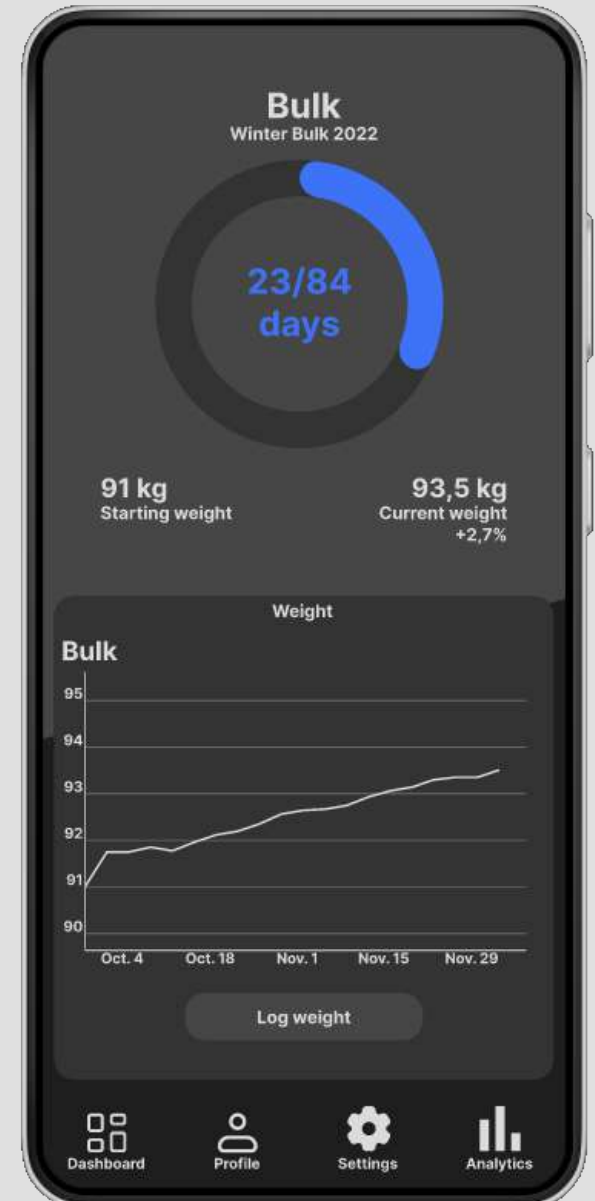 Bulk
Winter Bulk 2022
23/84
days
91 kg
Starting weight
93,5 kg
Current weight
+2,7%
Weight
Bulk
95
94
93
92
91
90
Oct. 4 Oct. 18 Nov. 1 Nov. 15 Nov. 29
Log weight
Dashboard Profile Settings Analytics